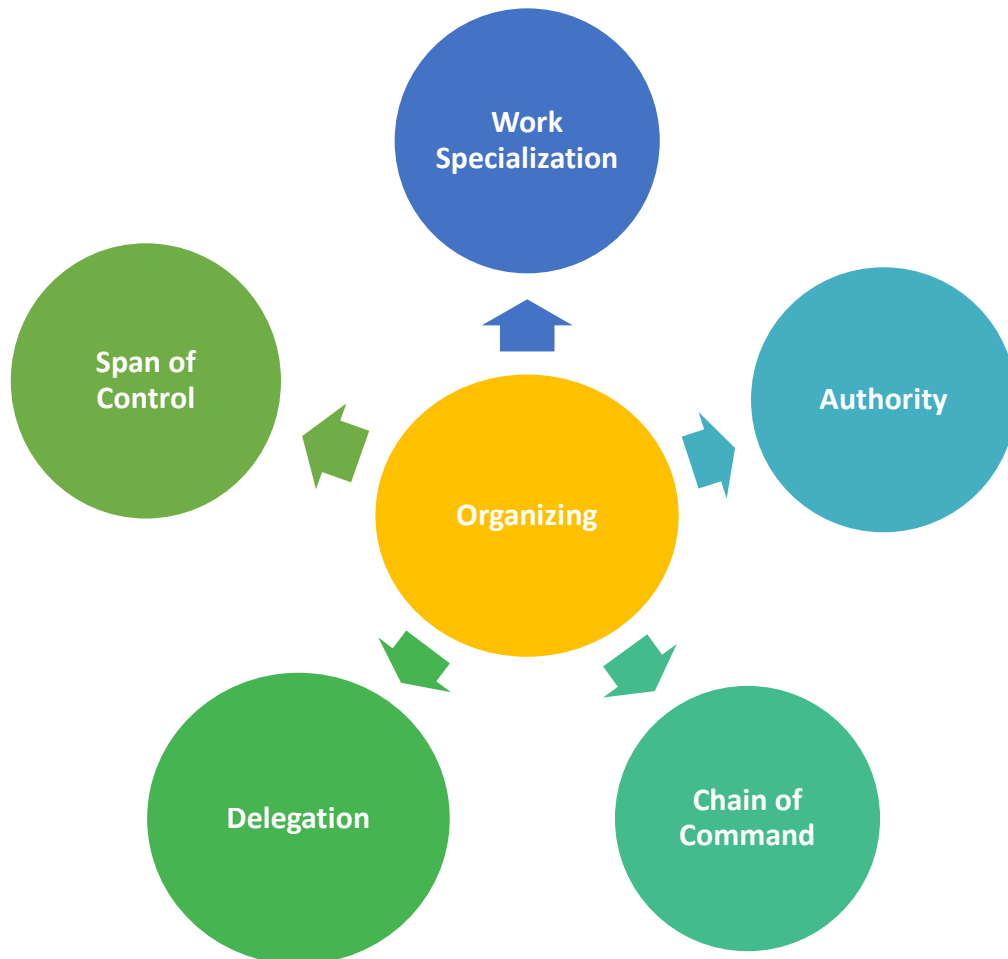 Work
Specialization
Authority
Chain of
Command
Delegation
Span of
Control
Organizing